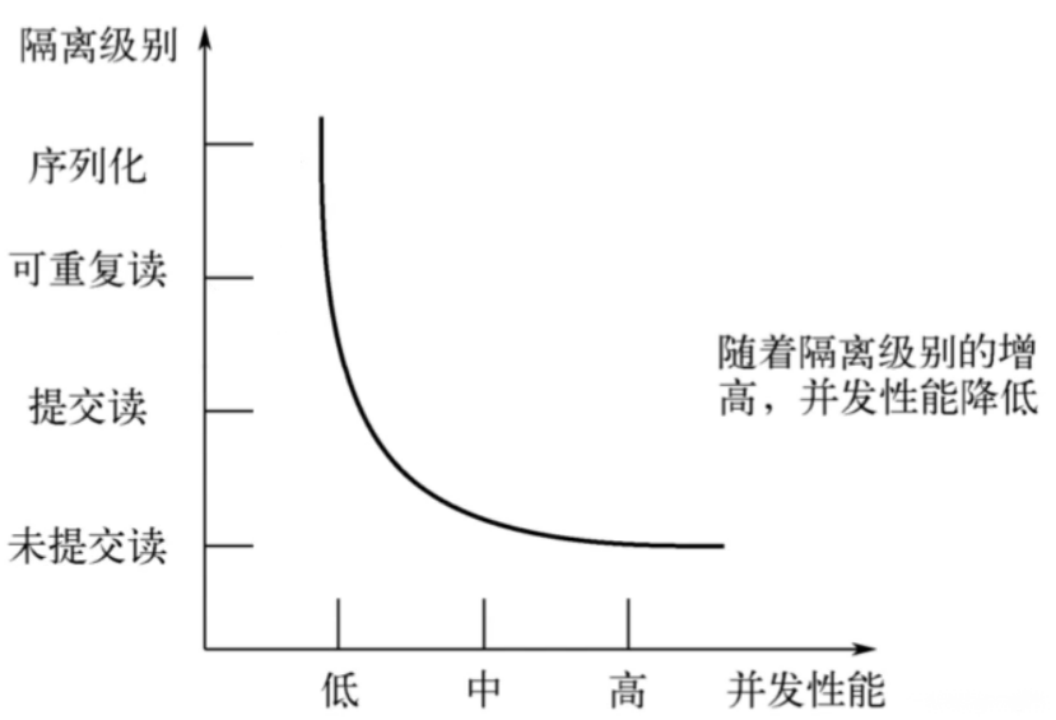 隔离级别
序列化
可重复读
提交读
未提交读
随着隔离级别的增
高，并发性能降低
低 中 高 并发性能